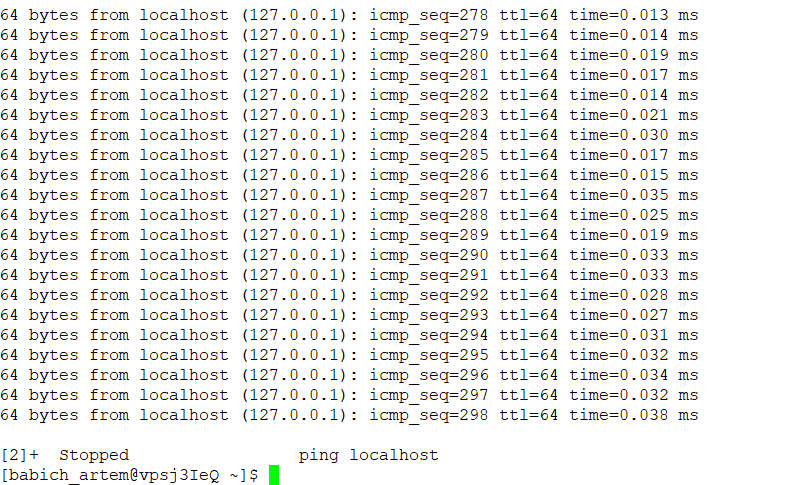 64 bytes from localhost (127.0.0.1): icmp_seq=278 ttl=64 time=0.013 ms
64 bytes from localhost (127.0.0.1): icmp_seq=279 ttl=64 time=0.014 ms
64 bytes from localhost (127.0.0.1): icmp_seq=280 ttl=64 time=0.019 ms
64 bytes from localhost (127.0.0.1): icmp_seq=281 ttl=64 time=0.017 ms
64 bytes from localhost (127.0.0.1): icmp_seq=282 ttl=64 time=0.014 ms
64 bytes from localhost (127.0.0.1): icmp_seq=283 ttl=64 time=0.021 ms
64 bytes from localhost (127.0.0.1): icmp_seq=284 ttl=64 time=0.030 ms
64 bytes from localhost (127.0.0.1): icmp_seq=285 ttl=64 time=0.017 ms
64 bytes from localhost (127.0.0.1): icmp_seq=286 ttl=64 time=0.015 ms
64 bytes from localhost (127.0.0.1): icmp_seq=287 ttl=64 time=0.035 ms
64 bytes from localhost (127.0.0.1): icmp_seq=288 ttl=64 time=0.025 ms
64 bytes from localhost (127.0.0.1): icmp_seq=289 ttl=64 time=0.019 ms
64 bytes from localhost (127.0.0.1): icmp_seq=290 ttl=64 time=0.033 ms
64 bytes from localhost (127.0.0.1): icmp_seq=291 ttl=64 time=0.033 ms
64 bytes from localhost (127.0.0.1): icmp_seq=292 ttl=64 time=0.028 ms
64 bytes from localhost (127.0.0.1): icmp_seq=293 ttl=64 time=0.027 ms
64 bytes from localhost (127.0.0.1): icmp_seq=294 ttl=64 time=0.031 ms
64 bytes from localhost (127.0.0.1): icmp_seq=295 ttl=64 time=0.032 ms
64 bytes from localhost (127.0.0.1): icmp_seq=296 ttl=64 time=0.034 ms
64 bytes from localhost (127.0.0.1): icmp_seq=297 ttl=64 time=0.032 ms
64 bytes from localhost (127.0.0.1): icmp_seq=298 ttl=64 time=0.038 ms
[2]+  Stopped                 ping localhost
[babich_artem@vpsj3IeQ ~]$